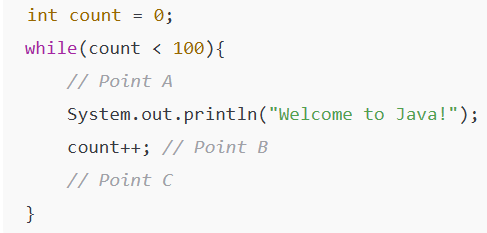 int count = 0;
while(count < 100){
    // Point A
    System.out.println("Welcome to Java!");
    count++; // Point B
    // Point C
}